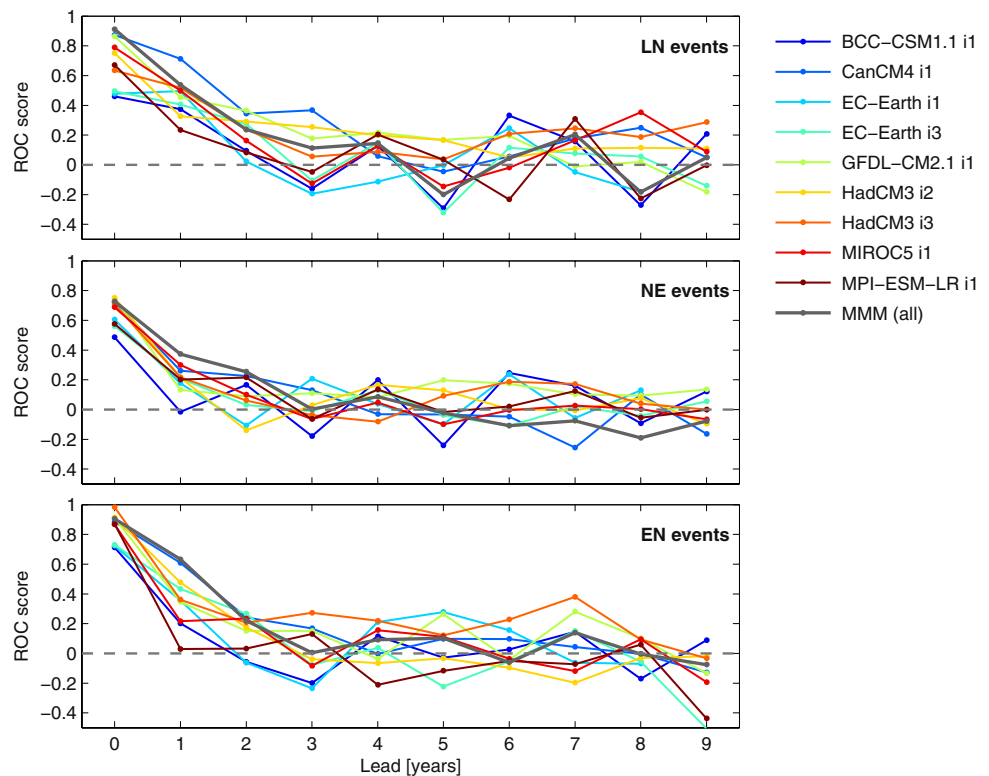 1
0.8
0.6
0.4
0.2
0
−0.2
−0.4
ROC score
LN events
1
0.8
0.6
0.4
0.2
0
−0.2
−0.4
ROC score
NE events
1
0.8
0.6
0.4
0.2
0
−0.2
−0.4
ROC score
EN events
0 1 2 3 4 5 6 7 8 9
Lead [years]
BCC−CSM1.1 i1
CanCM4 i1
EC−Earth i1
EC−Earth i3
GFDL−CM2.1 i1
HadCM3 i2
HadCM3 i3
MIROC5 i1
MPI−ESM−LR i1
MMM (all)